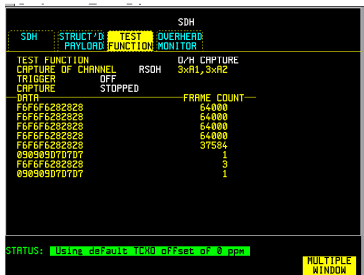 SDH
SDH STRUCT'D PAYLOAD TEST FUNCTION OVERHEAD MONITOR
TEST FUNCTION O/H CAPTURE
CAPTURE OF CHANNEL RSOH 3xA1,3xA2
TRIGGER OFF
CAPTURE STOPPED
DATA FRAME COUNT
F6F6F6282828 64000
F6F6F6282828 64000
F6F6F6282828 64000
F6F6F6282828 64000
F6F6F6282828 37584
090909D7D7D7 1
F6F6F6282828 3
090909D7D7D7 1
STATUS: Using default TCXO offset of 0 ppm
MULTIPLE WINDOW